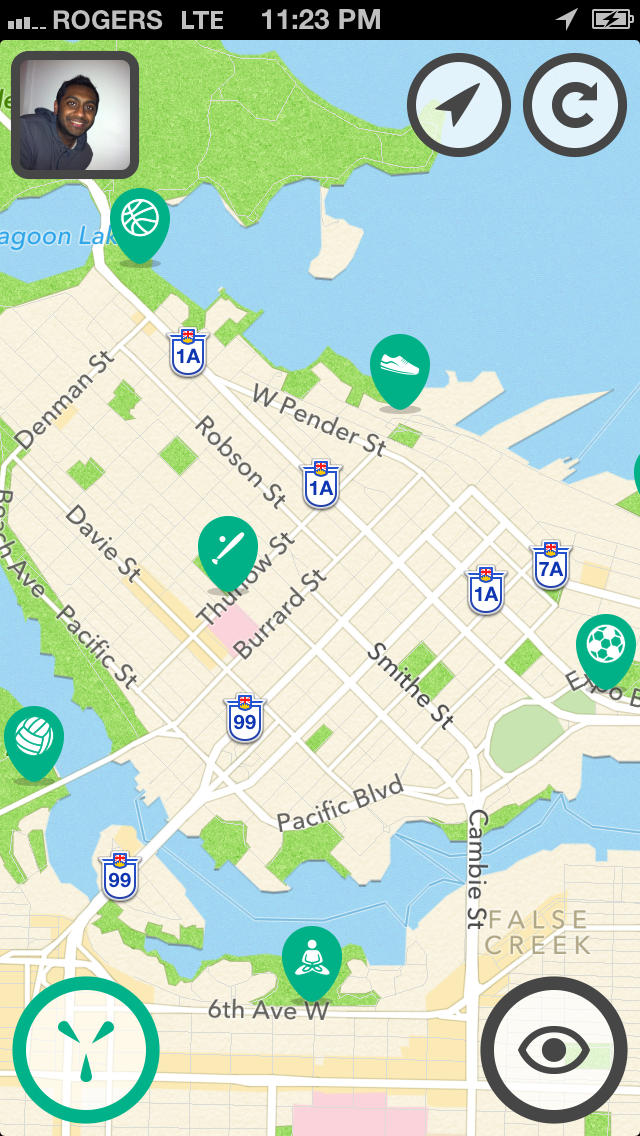 ROGERS LTE 11:23 PM
agoon Lak
1A
Denman St
W Pender St
Robson St
1A
Davie St
7A
1A
Thurlow St
Burrard St
Beach Ave
Pacific St
Smithe St
99
Pacific Blvd
Cambie St
99
FALSE
CREEK
6th Ave W